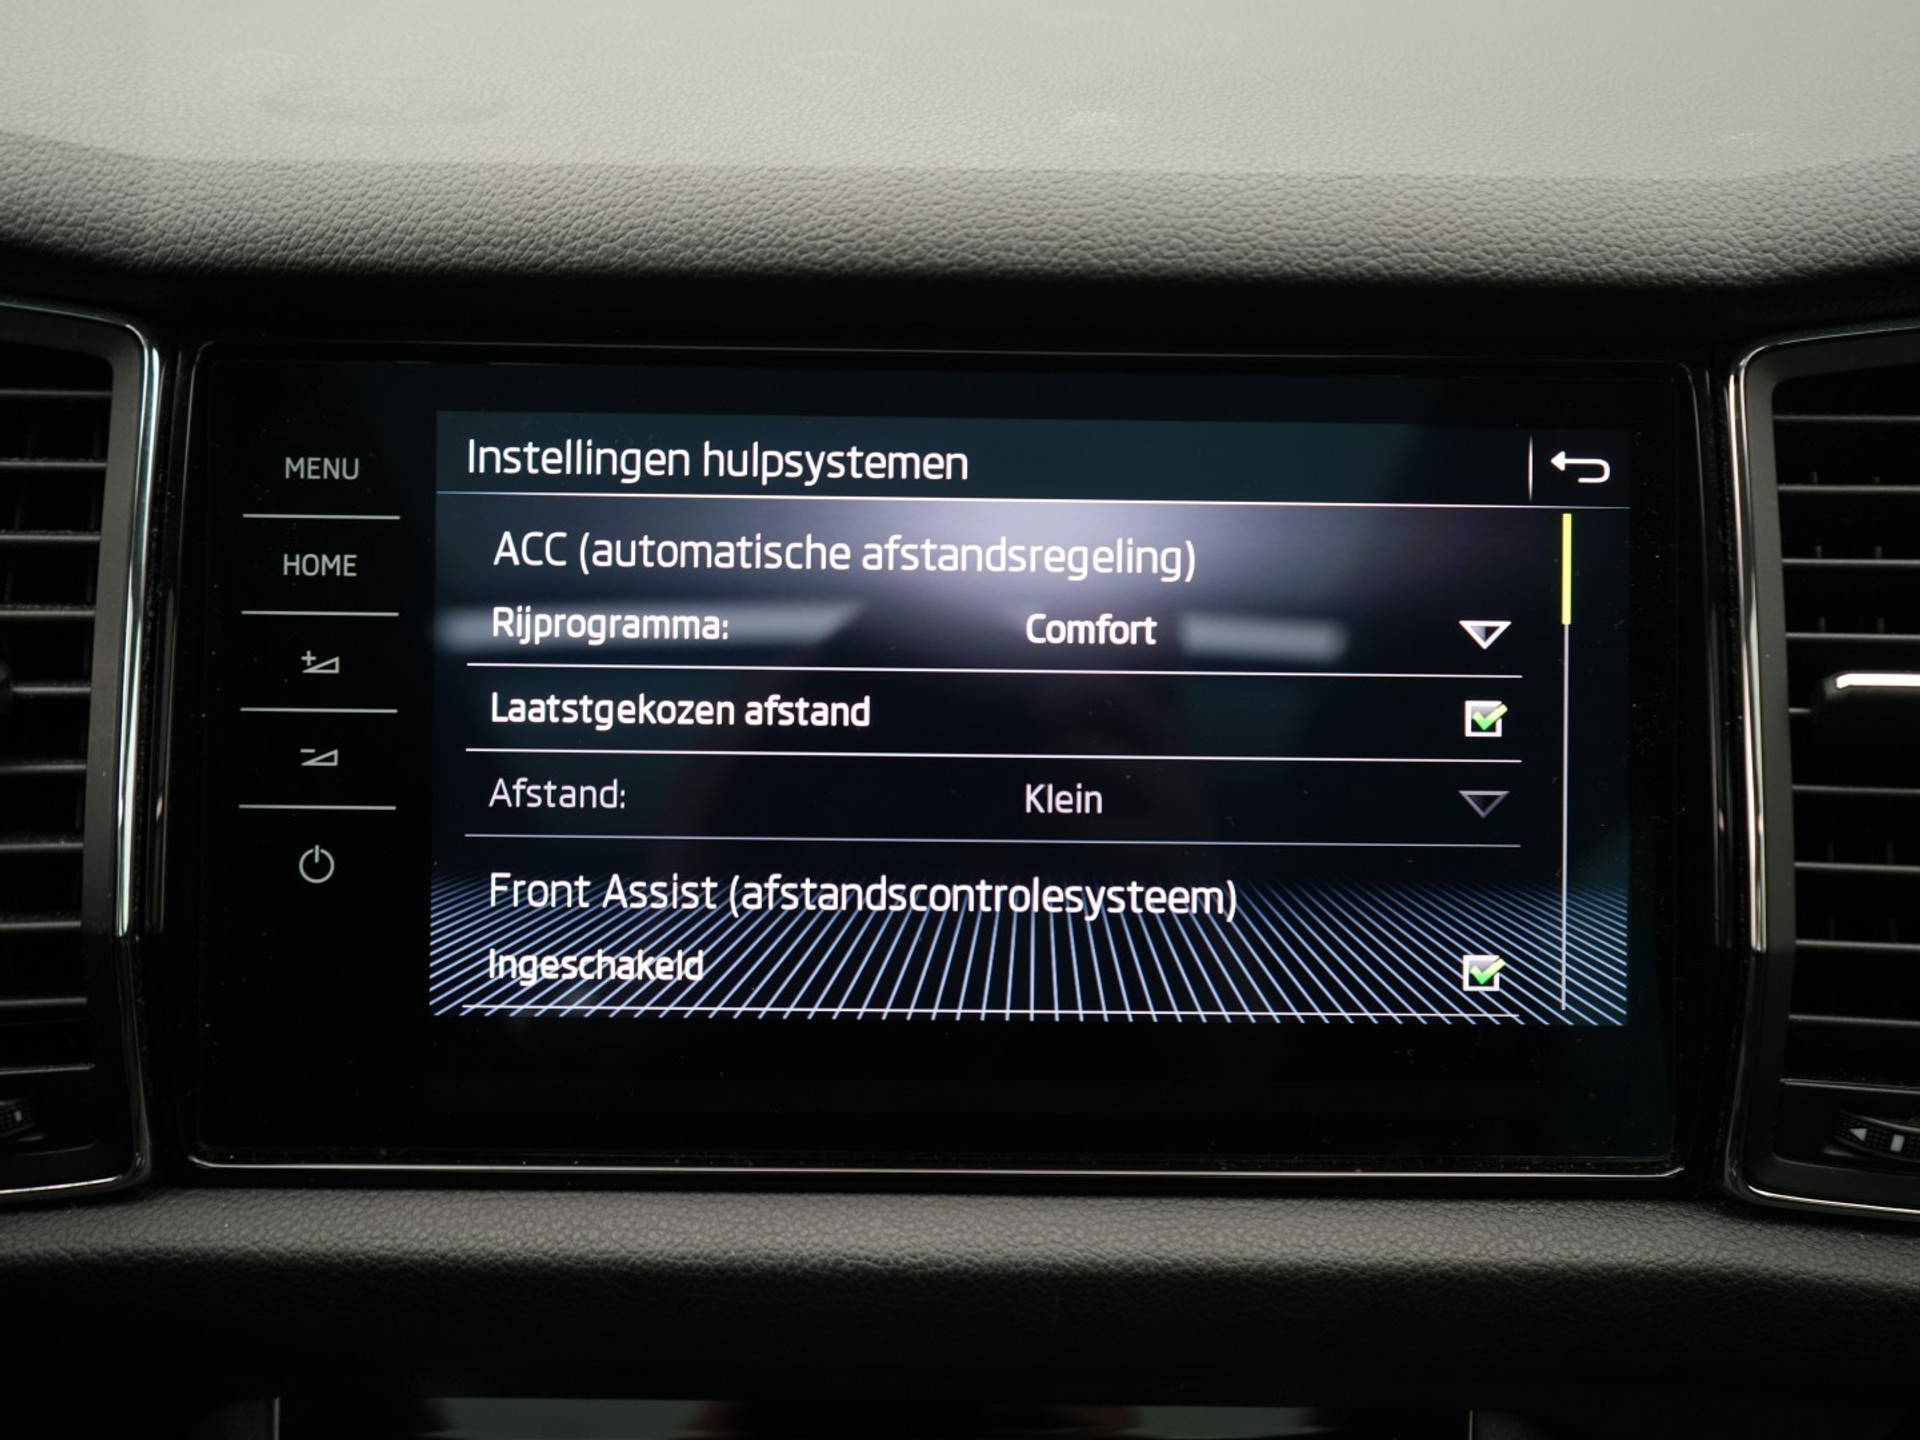 MENU
HOME
Instellingen hulpsystemen
ACC (automatische afstandsregeling)
Rijprogramma: Comfort
Laatstgekozen afstand
Afstand: Klein
Front Assist (afstandscontrolesysteem)
Ingeschakeld